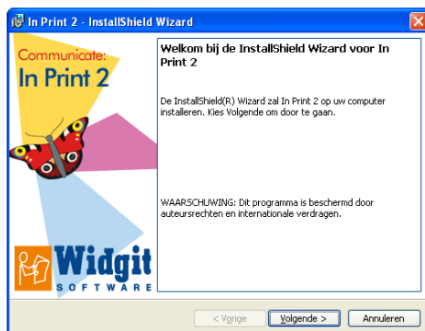 In Print 2 - InstallShield Wizard
Communicate:
In Print 2
Widgit
SOFTWARE
Welkom bij de InstallShield Wizard voor In
Print 2
De InstallShield(R) Wizard zal In Print 2 op uw computer
installeren. Kies Volgende om door te gaan.
WAARSCHUWING: Dit programma is beschermd door
auteursrechten en internationale verdragen.
< Vorige
Volgende >
Annuleren